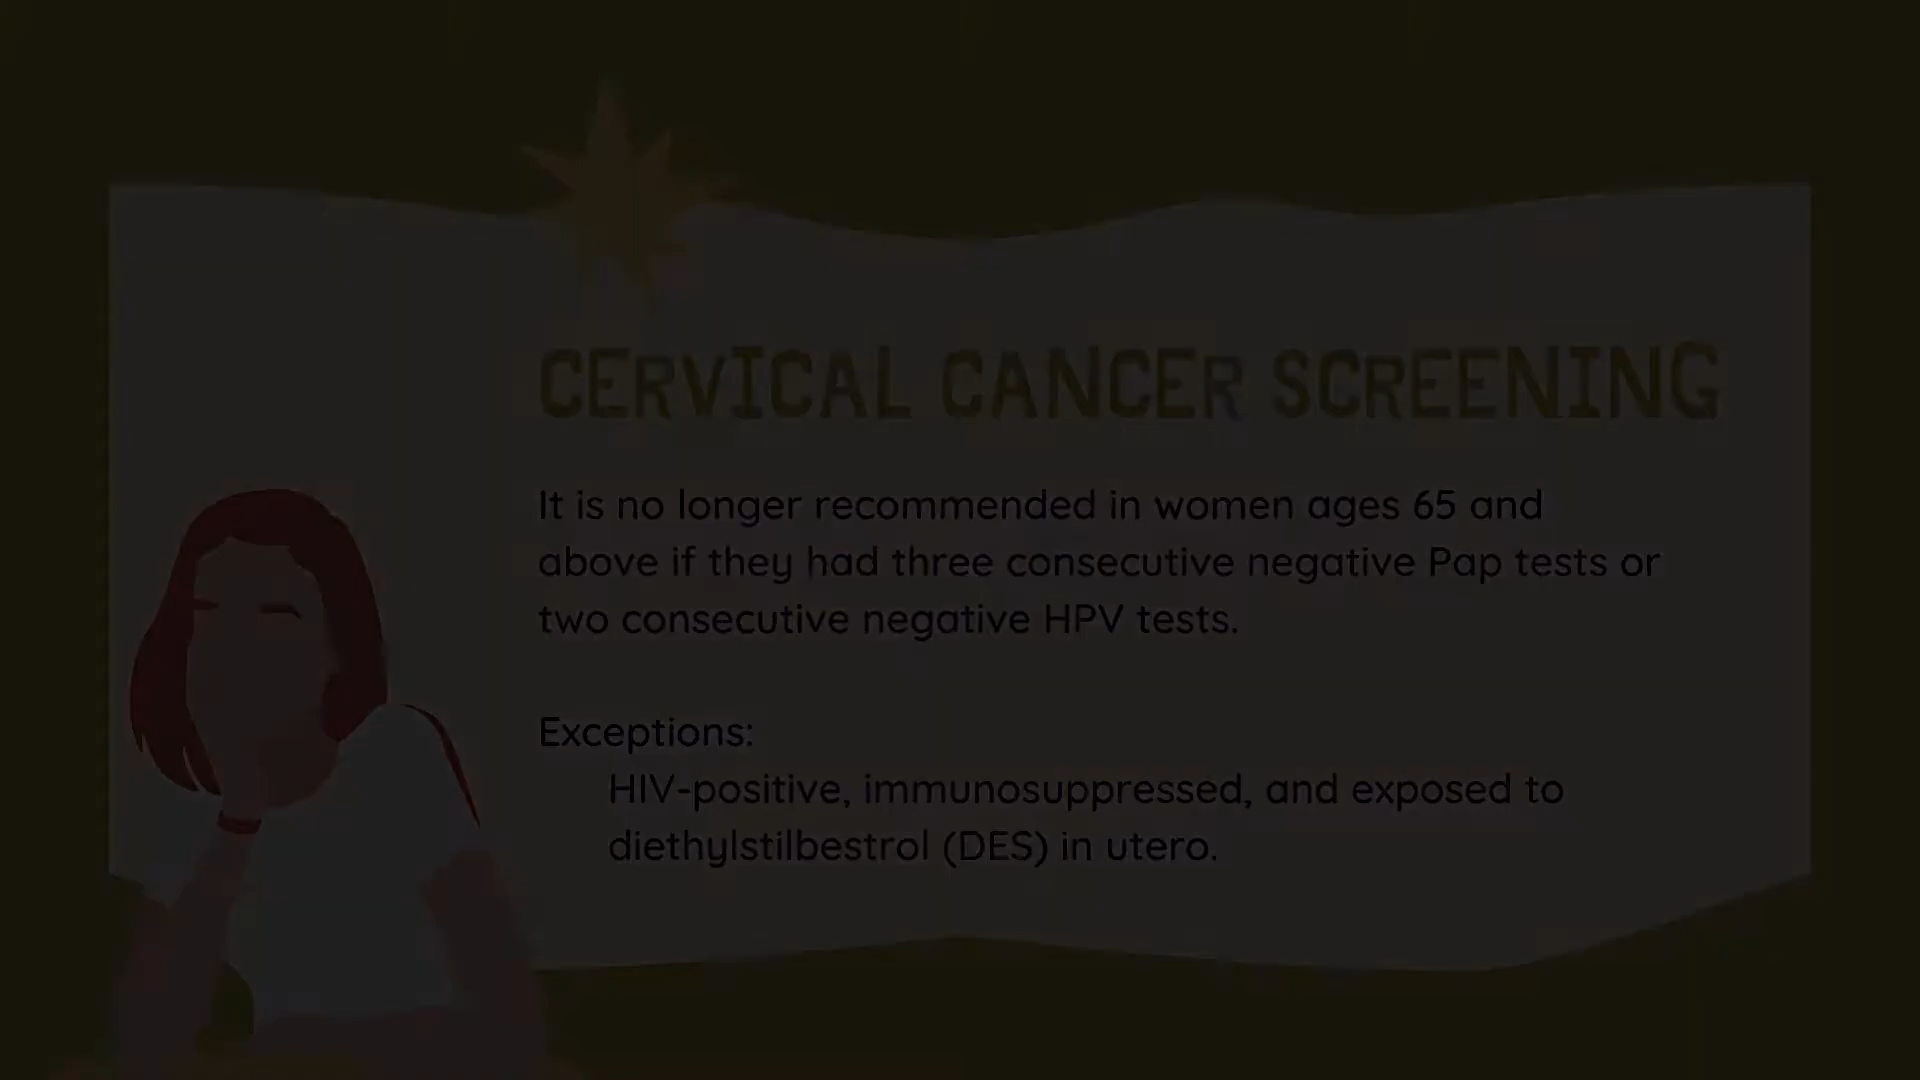 CERVICAL CANCER SCREENING
It is no longer recommended in women ages 65 and
above if they had three consecutive negative Pap tests or
two consecutive negative HPV tests.
Exceptions:
HIV-positive, immunosuppressed, and exposed to
diethylstilbestrol (DES) in utero.